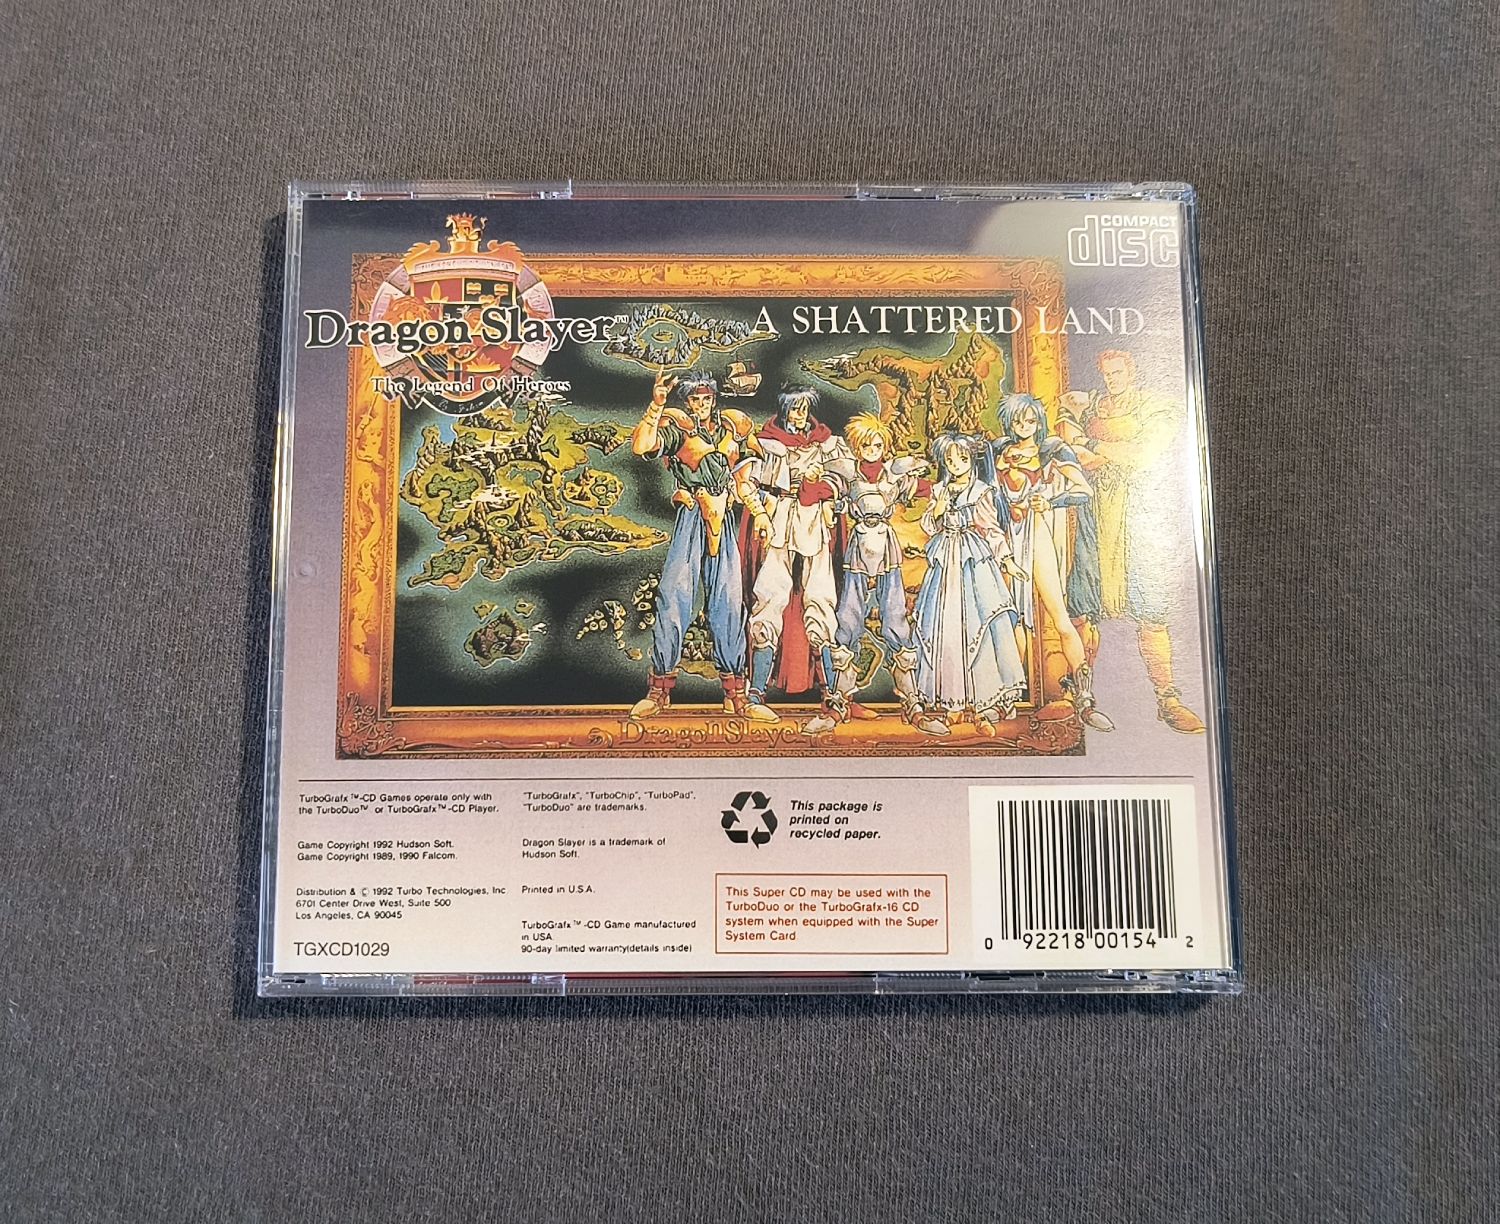 COMPACT
disc
Dragon Slayer™
The Legend Of Heroes
A SHATTERED LAND
DragonSlayer
TurboGrafx™-CD Games operate only with
the TurboDuo™ or TurboGrafx™-CD Player.
Game Copyright 1992 Hudson Soft.
Game Copyright 1989, 1990 Falcom.
Distribution & © 1992 Turbo Technologies, Inc.
6701 Center Drive West, Suite 500
Los Angeles, CA 90045
TGXCD1029
"TurboGrafx", "TurboChip", "TurboPad",
"TurboDuo" are trademarks.
Dragon Slayer is a trademark of
Hudson Soft.
Printed in U.S.A.
TurboGrafx™-CD Game manufactured
in USA.
90-day limited warranty(details inside)
This package is
printed on
recycled paper.
This Super CD may be used with the
TurboDuo or the TurboGrafx-16 CD
system when equipped with the Super
System Card
0 92218 00154 2